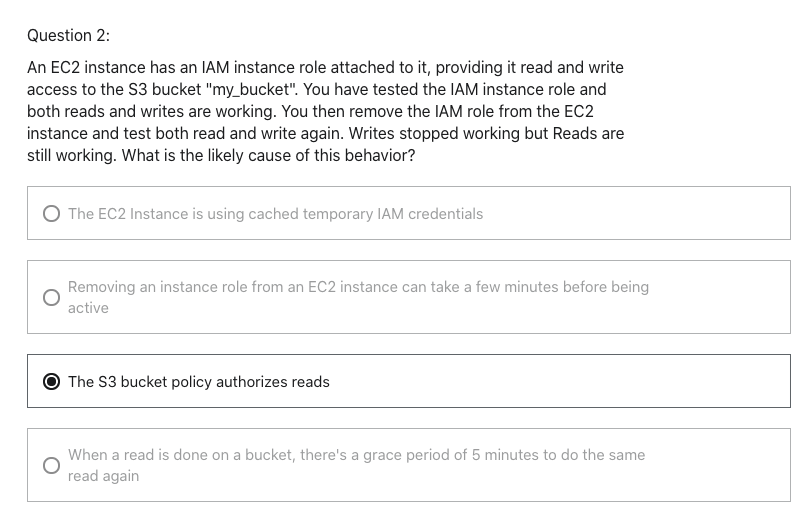 Question 2:
An EC2 instance has an IAM instance role attached to it, providing it read and write
access to the S3 bucket "my_bucket". You have tested the IAM instance role and
both reads and writes are working. You then remove the IAM role from the EC2
instance and test both read and write again. Writes stopped working but Reads are
still working. What is the likely cause of this behavior?
The EC2 Instance is using cached temporary IAM credentials
Removing an instance role from an EC2 instance can take a few minutes before being
active
The S3 bucket policy authorizes reads
When a read is done on a bucket, there's a grace period of 5 minutes to do the same
read again